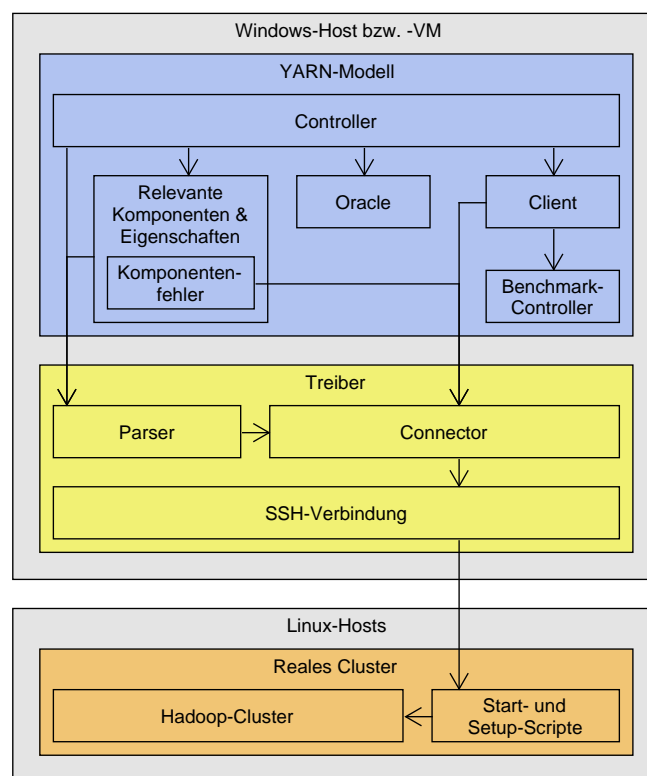 Windows-Host bzw. -VM
YARN-Modell
Controller
Relevante
Komponenten &
Eigenschaften
Komponenten-
fehler
Oracle
Client
Benchmark-
Controller
Treiber
Parser
Connector
SSH-Verbindung
Linux-Hosts
Reales Cluster
Hadoop-Cluster
Start- und
Setup-Scripte